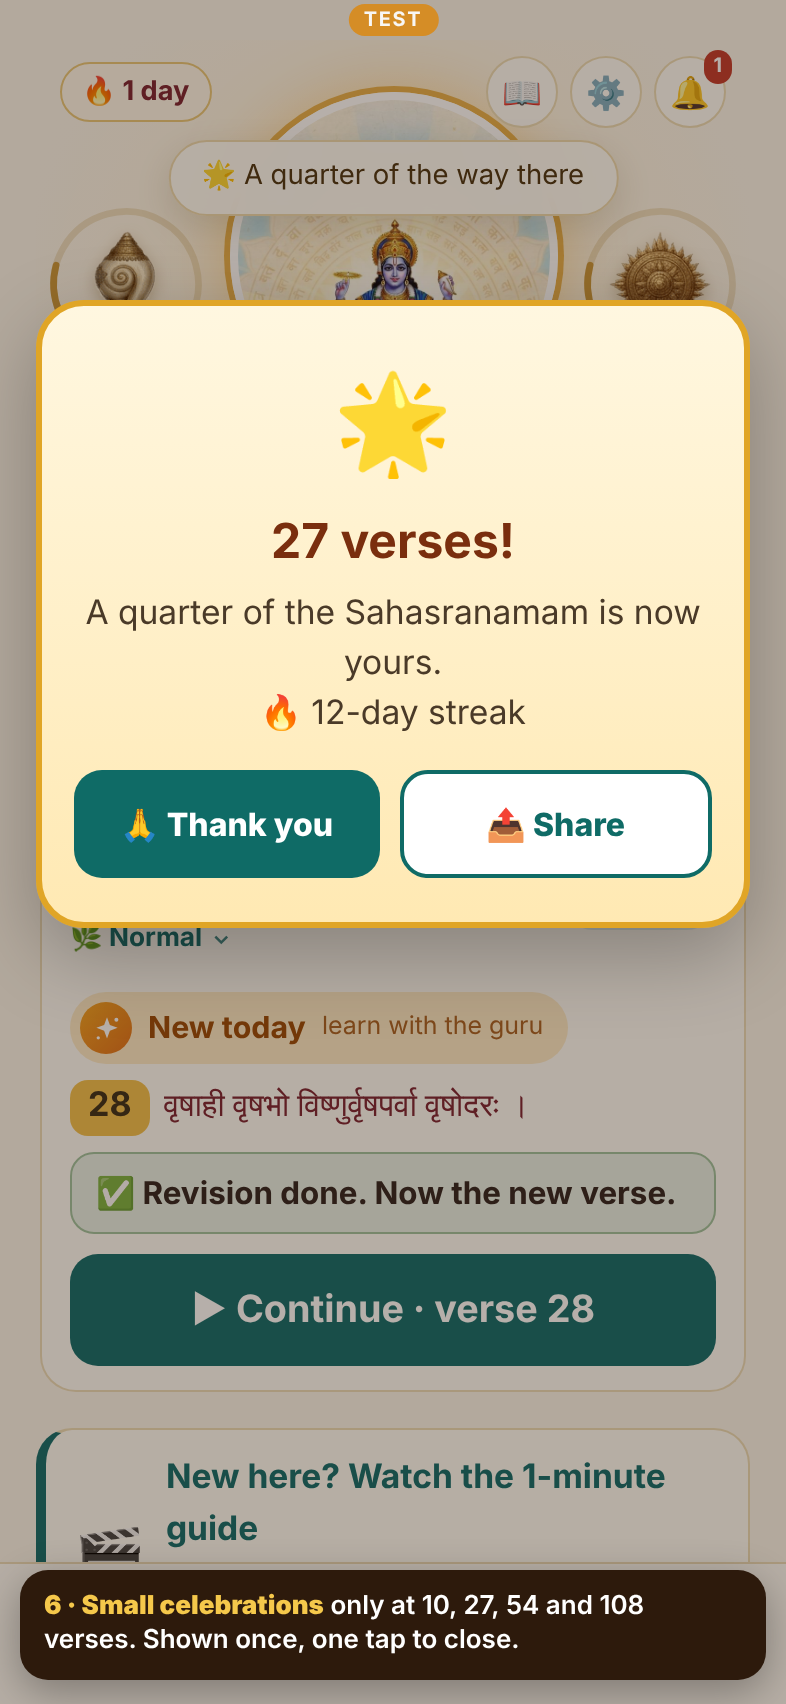 TEST
🔥 1 day
1
🌟 A quarter of the way there
27 verses!
A quarter of the Sahasranamam is now
yours.
🔥 12-day streak
🙏 Thank you
📤 Share
🌿 Normal
New today learn with the guru
28 वृषाही वृषभो विष्णुर्वृषपर्वा वृषोदरः ।
✅ Revision done. Now the new verse.
▶ Continue · verse 28
New here? Watch the 1-minute
guide
6 · Small celebrations only at 10, 27, 54 and 108
verses. Shown once, one tap to close.